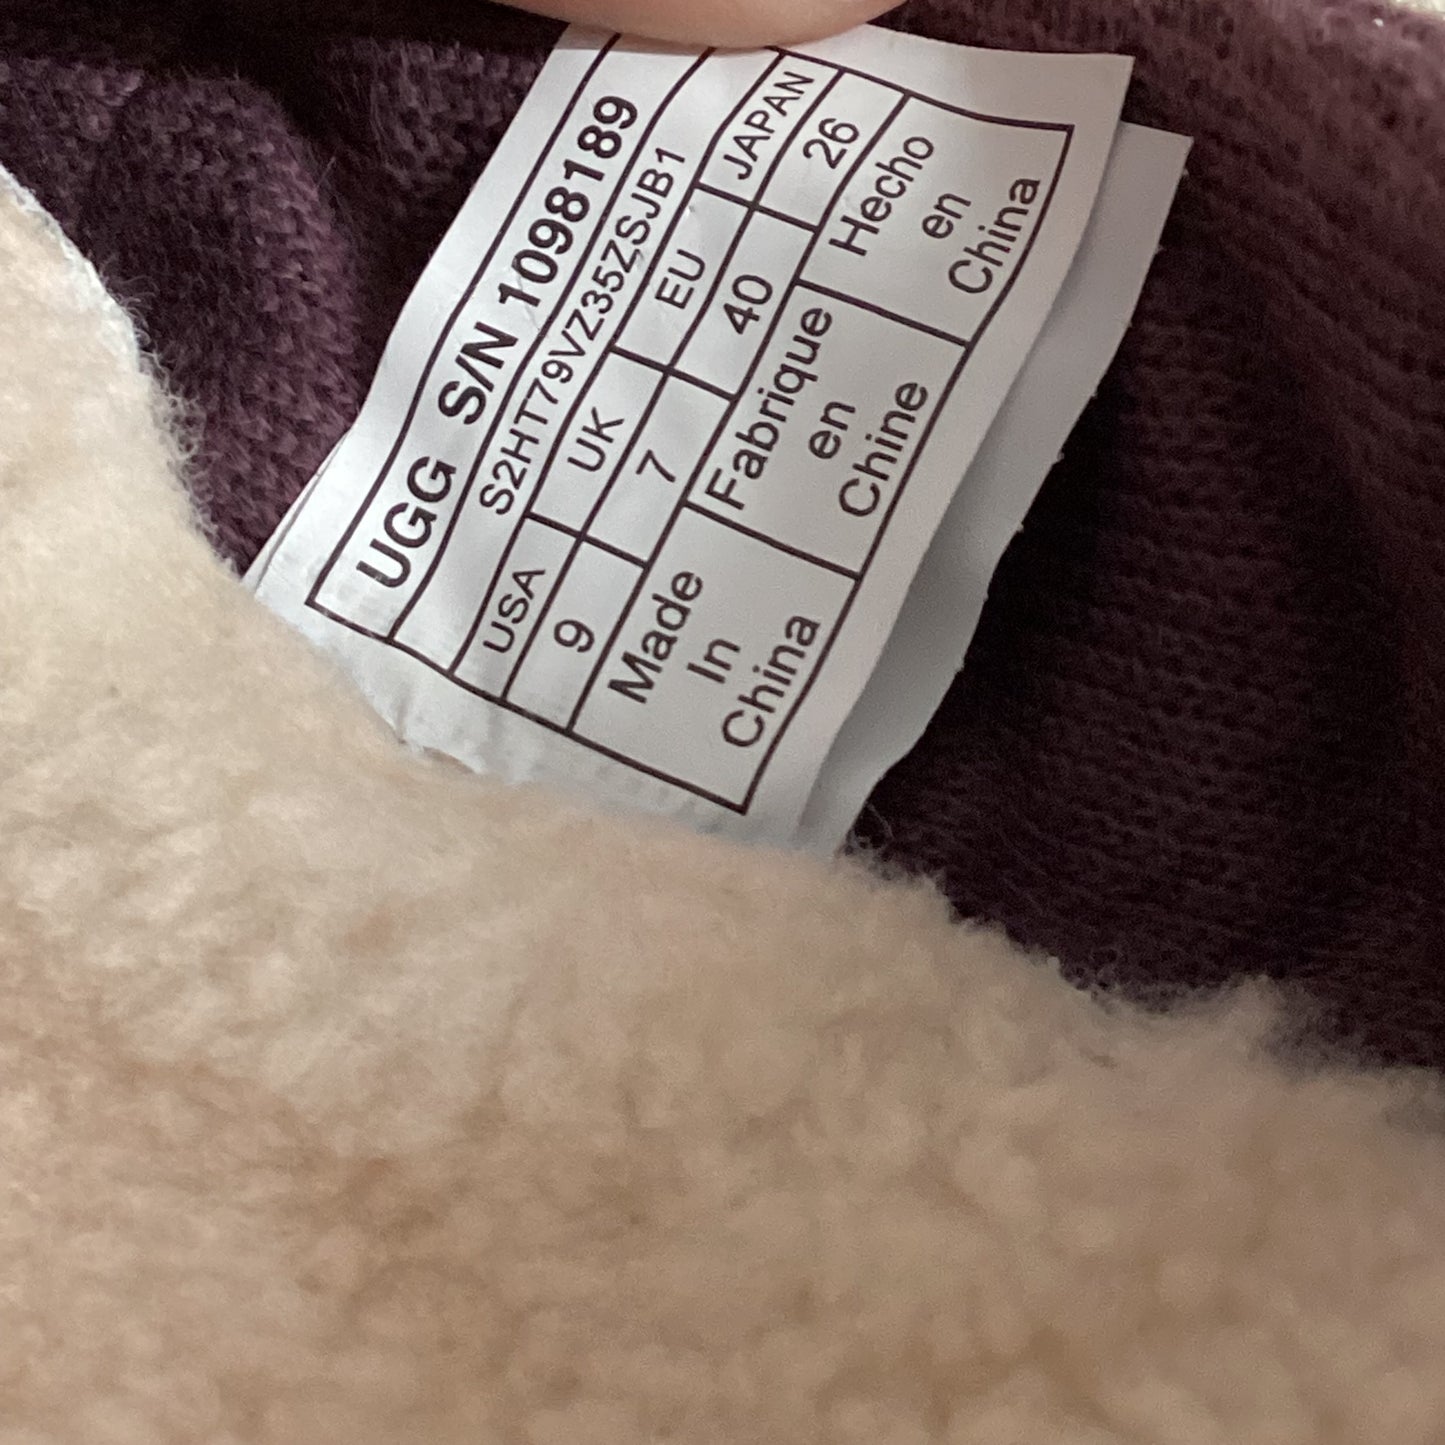 UGG S/N 1098189
S2HT79VZ35ZSJB1
USA UK EU JAPAN
9 7 40 26
Made In China
Fabrique en Chine
Hecho en China